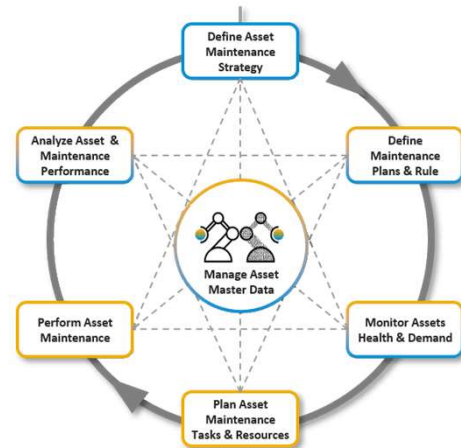 Define Asset
Maintenance
Strategy
Define
Maintenance
Plans & Rule
Monitor Assets
Health & Demand
Plan Asset
Maintenance
Tasks & Resources
Perform Asset
Maintenance
Analyze Asset &
Maintenance
Performance
Manage Asset
Master Data